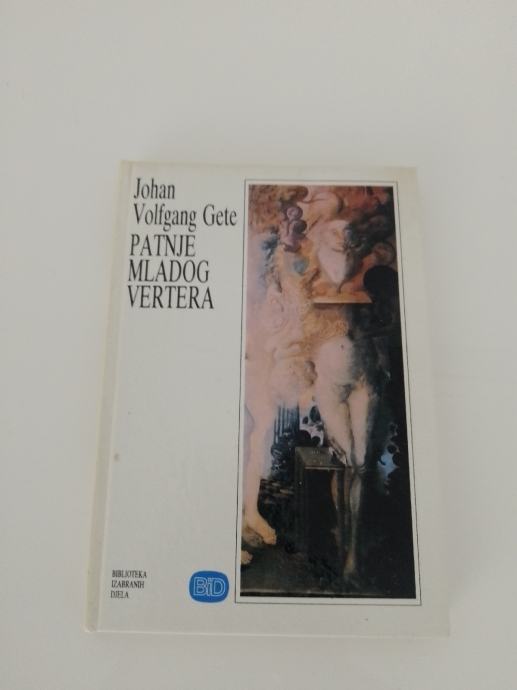 Johan
Volfgang Gete
PATNJE
MLADOG
VERTERA
BIBLIOTEKA
IZABRANIH
DJELA
BiD